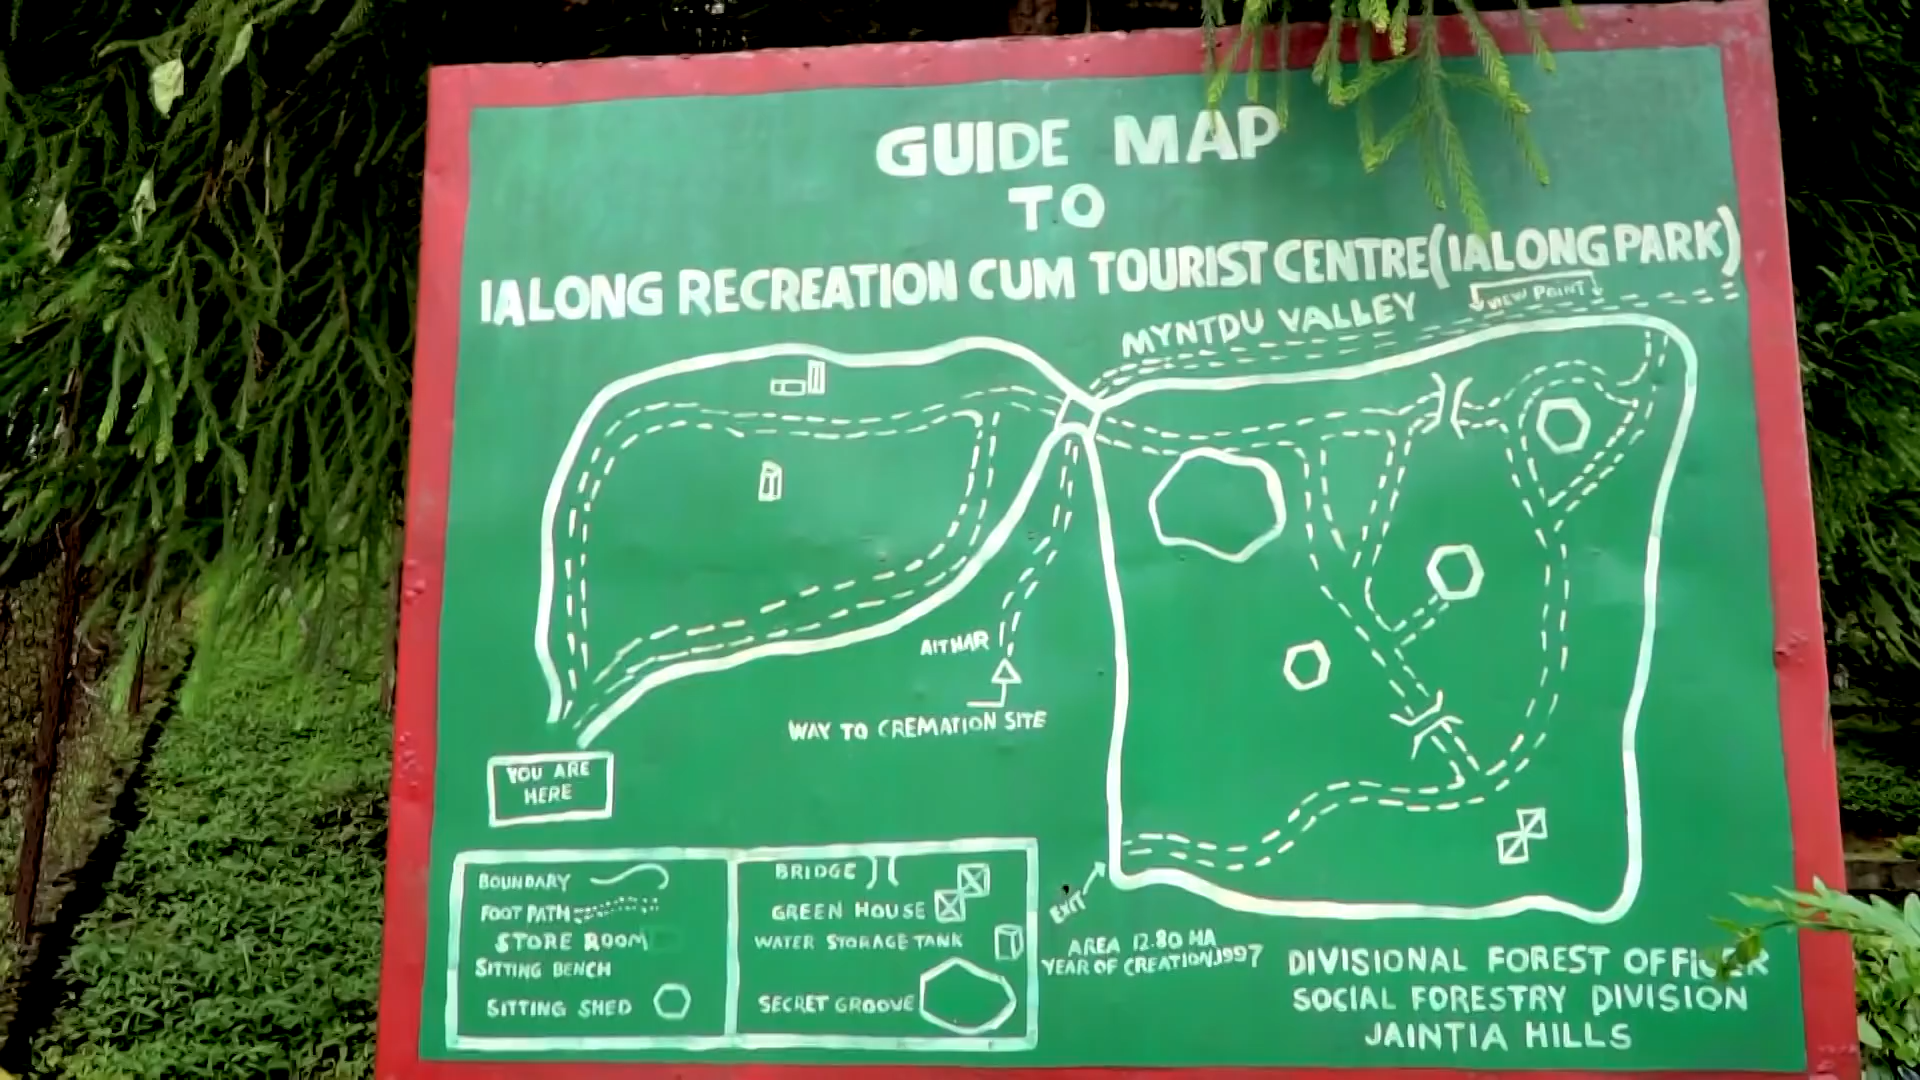 GUIDE MAP
TO
IALONG RECREATION CUM TOURIST CENTRE (IALONG PARK)
VIEW POINT
MYNTDU VALLEY
AITNAR
WAY TO CREMATION SITE
YOU ARE
HERE
BOUNDARY
FOOT PATH
STORE ROOM
SITTING BENCH
SITTING SHED
BRIDGE
GREEN HOUSE
WATER STORAGE TANK
SECRET GROOVE
EXIT
AREA 12.80 HA
YEAR OF CREATION 1997
DIVISIONAL FOREST OFFICER
SOCIAL FORESTRY DIVISION
JAINTIA HILLS